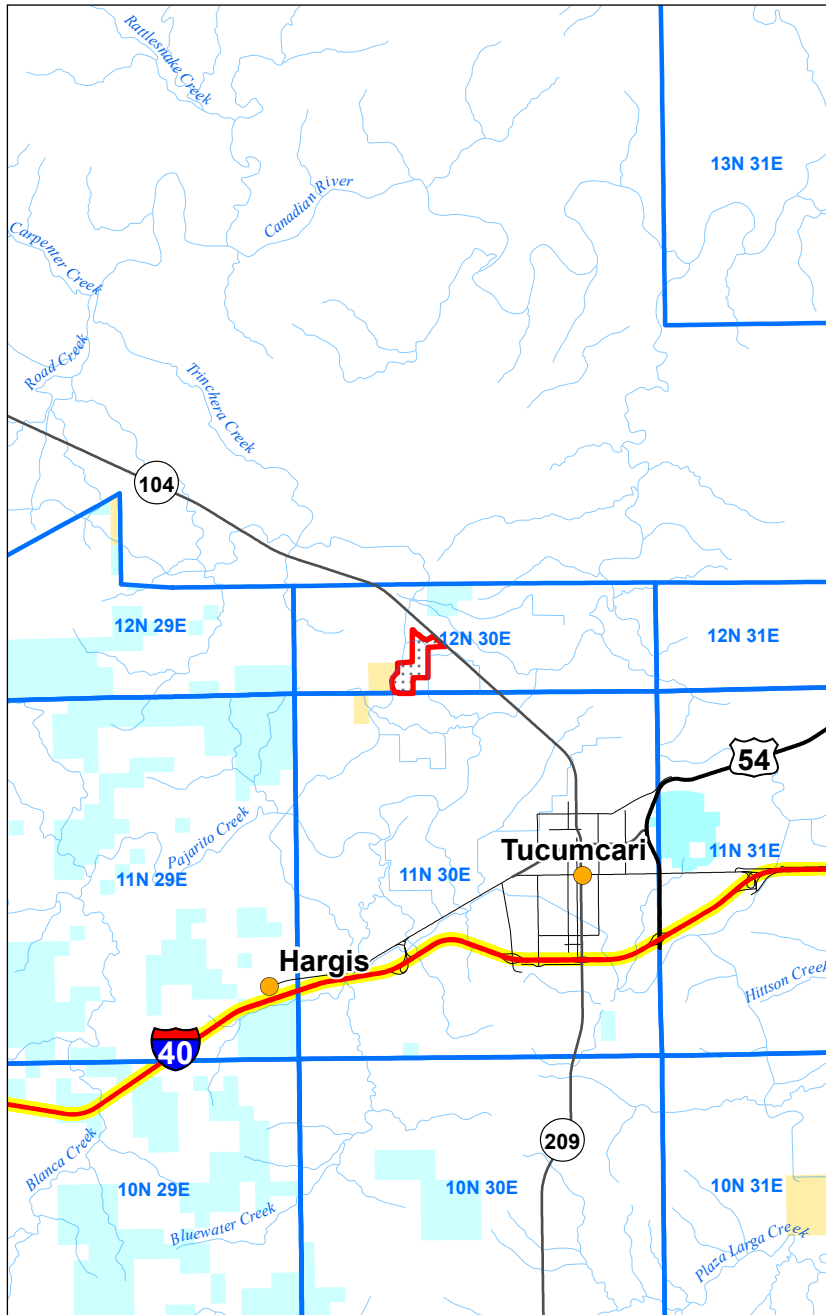 Rattlesnake Creek
13N 31E
Canadian River
Carpenter Creek
Road Creek
Trinchera Creek
104
12N 29E
12N 30E
12N 31E
54
Pajarito Creek
Tucumcari
11N 29E
11N 30E
11N 31E
Hargis
Hittson Creek
40
209
Blanca Creek
10N 29E
10N 30E
10N 31E
Bluewater Creek
Plaza Larga Creek